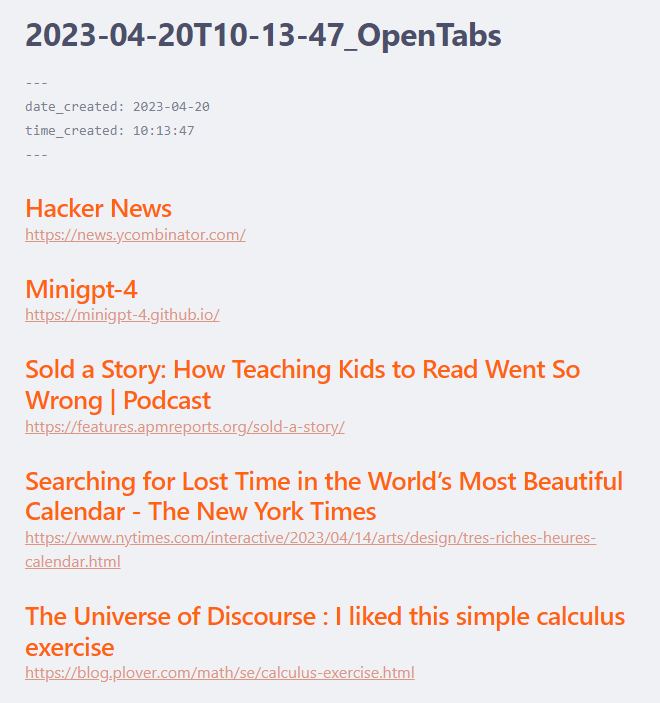 2023-04-20T10-13-47_OpenTabs
---
date_created: 2023-04-20
time_created: 10:13:47
---
Hacker News
https://news.ycombinator.com/
Minigpt-4
https://minigpt-4.github.io/
Sold a Story: How Teaching Kids to Read Went So
Wrong | Podcast
https://features.apmreports.org/sold-a-story/
Searching for Lost Time in the World’s Most Beautiful
Calendar - The New York Times
https://www.nytimes.com/interactive/2023/04/14/arts/design/tres-riches-heures-
calendar.html
The Universe of Discourse : I liked this simple calculus
exercise
https://blog.plover.com/math/se/calculus-exercise.html